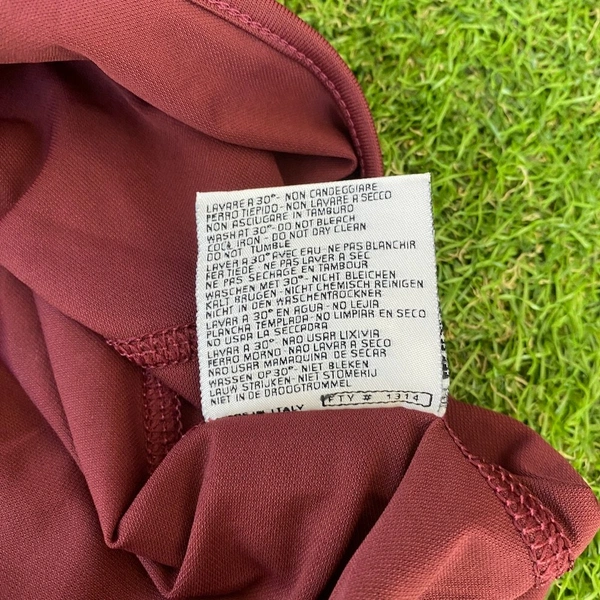 LAVARE A 30°- NON CANDEGGIARE
FERRO TIEPIDO-NON LAVARE A SECCO
NON ASCIUGARE IN TAMBURO
WASH AT 30°- DO NOT BLEACH
COOL IRON - DO NOT DRY CLEAN
DO NOT TUMBLE
LAVER A 30° AVEC EAU-NE PAS BLANCHIR
FER TIEDE - NE PAS LAVER A SEC
NE PAS SECHAGE EN TAMBOUR
WASCHEN MIT 30°-NICHT BLEICHEN
KALT BRUGEN-NICHT CHEMISCH REINIGEN
NICHT IN DEN WASCHENTROCKNER
LAVAR A 30° EN AGUA - NO LEJIA
PLANCHA TEMPLADA-NO LIMPIAR EN SECO
NO USAR LA SECCADORA
LAVAR A 30°- NÃO USAR LIXIVIA
FERRO MORNO-NÃO LAVAR A SECO
NÃO USAR MAMAQUINA DE SECAR
WASSEN OP 30°- NIET BLEKEN
LAUW STRIJKEN-NIET STOMERIJ
NIET IN DE DROOGTRÜMMEL
FTY # 1314
IN ITALY